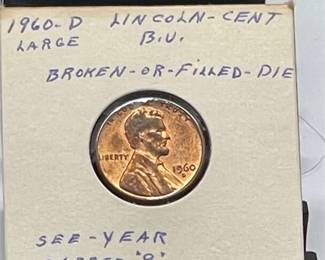 1960-D LINCOLN-CENT
LARGE B.U.
BROKEN-OR-FILLED-DIE
LIBERTY
1960
D
SEE-YEAR